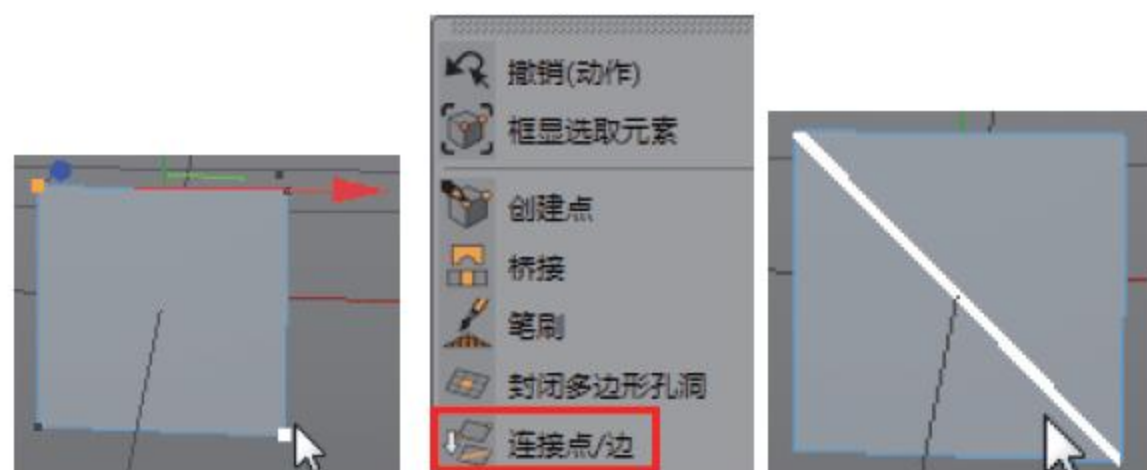 撤销(动作)
框显选取元素
创建点
桥接
笔刷
封闭多边形孔洞
连接点/边